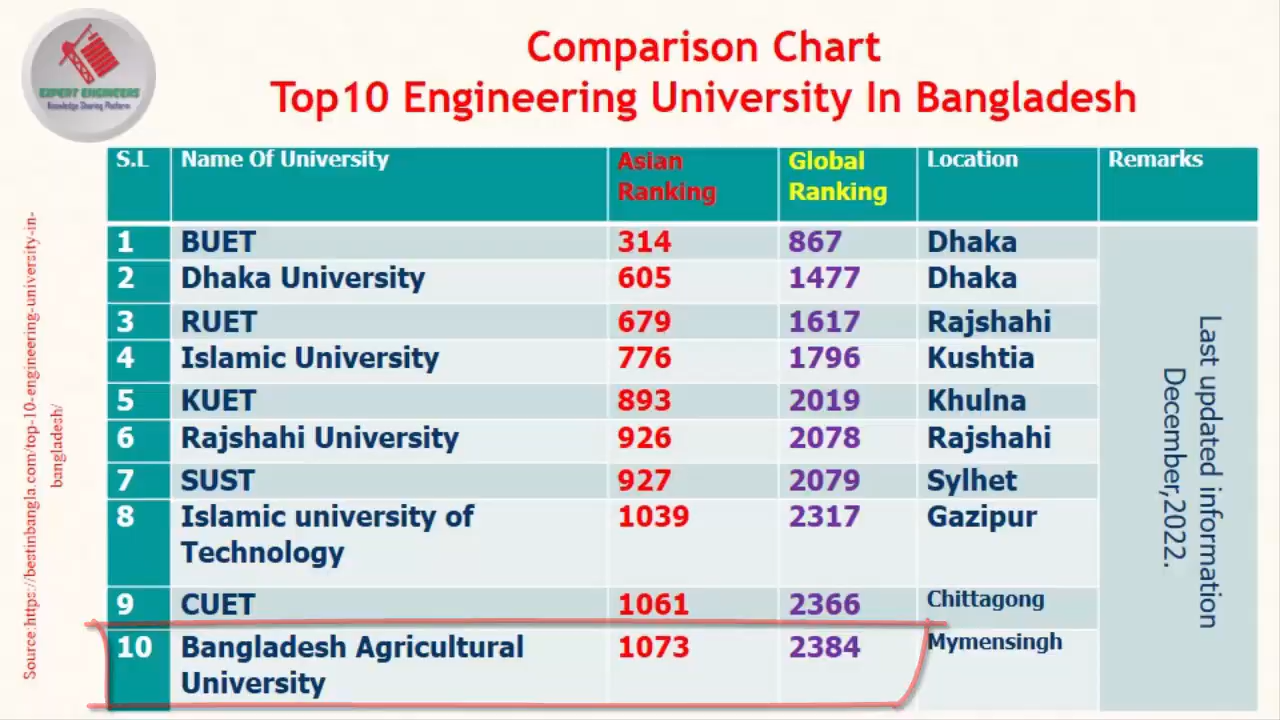 EXPERT ENGINEERS
Knowledge Sharing Platform
Comparison Chart
Top10 Engineering University In Bangladesh
S.L Name Of University Asian Ranking Global Ranking Location Remarks
1 BUET 314 867 Dhaka
2 Dhaka University 605 1477 Dhaka
3 RUET 679 1617 Rajshahi
4 Islamic University 776 1796 Kushtia
5 KUET 893 2019 Khulna
6 Rajshahi University 926 2078 Rajshahi
7 SUST 927 2079 Sylhet
8 Islamic university of 1039 2317 Gazipur
Technology
9 CUET 1061 2366 Chittagong
10 Bangladesh Agricultural 1073 2384 Mymensingh
University
Last updated information
December,2022.
Source:https://bestinbangla.com/top-10-engineering-university-in-
bangladesh/